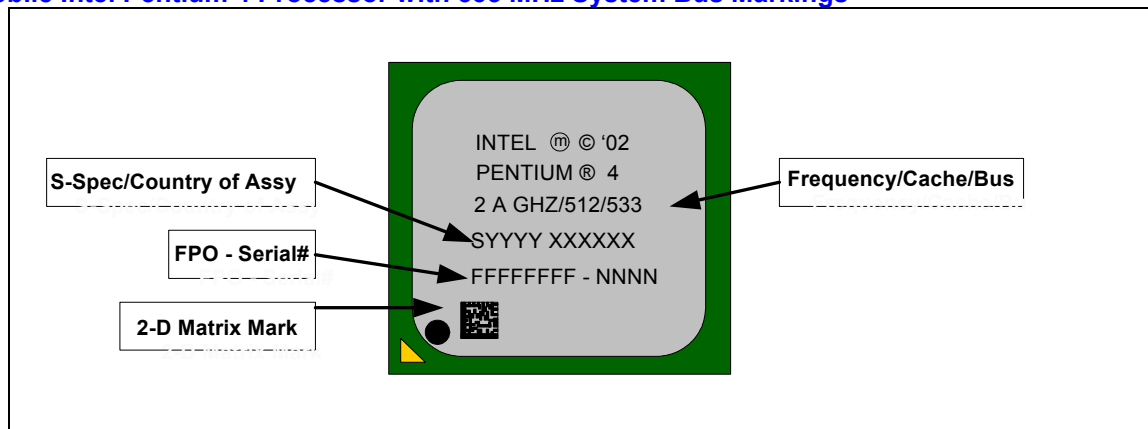 INTEL ⓜ © '02
PENTIUM ® 4
2 A GHZ/512/533
SYYYY XXXXXX
FFFFFFFF - NNNN
S-Spec/Country of Assy
FPO - Serial#
2-D Matrix Mark
Frequency/Cache/Bus